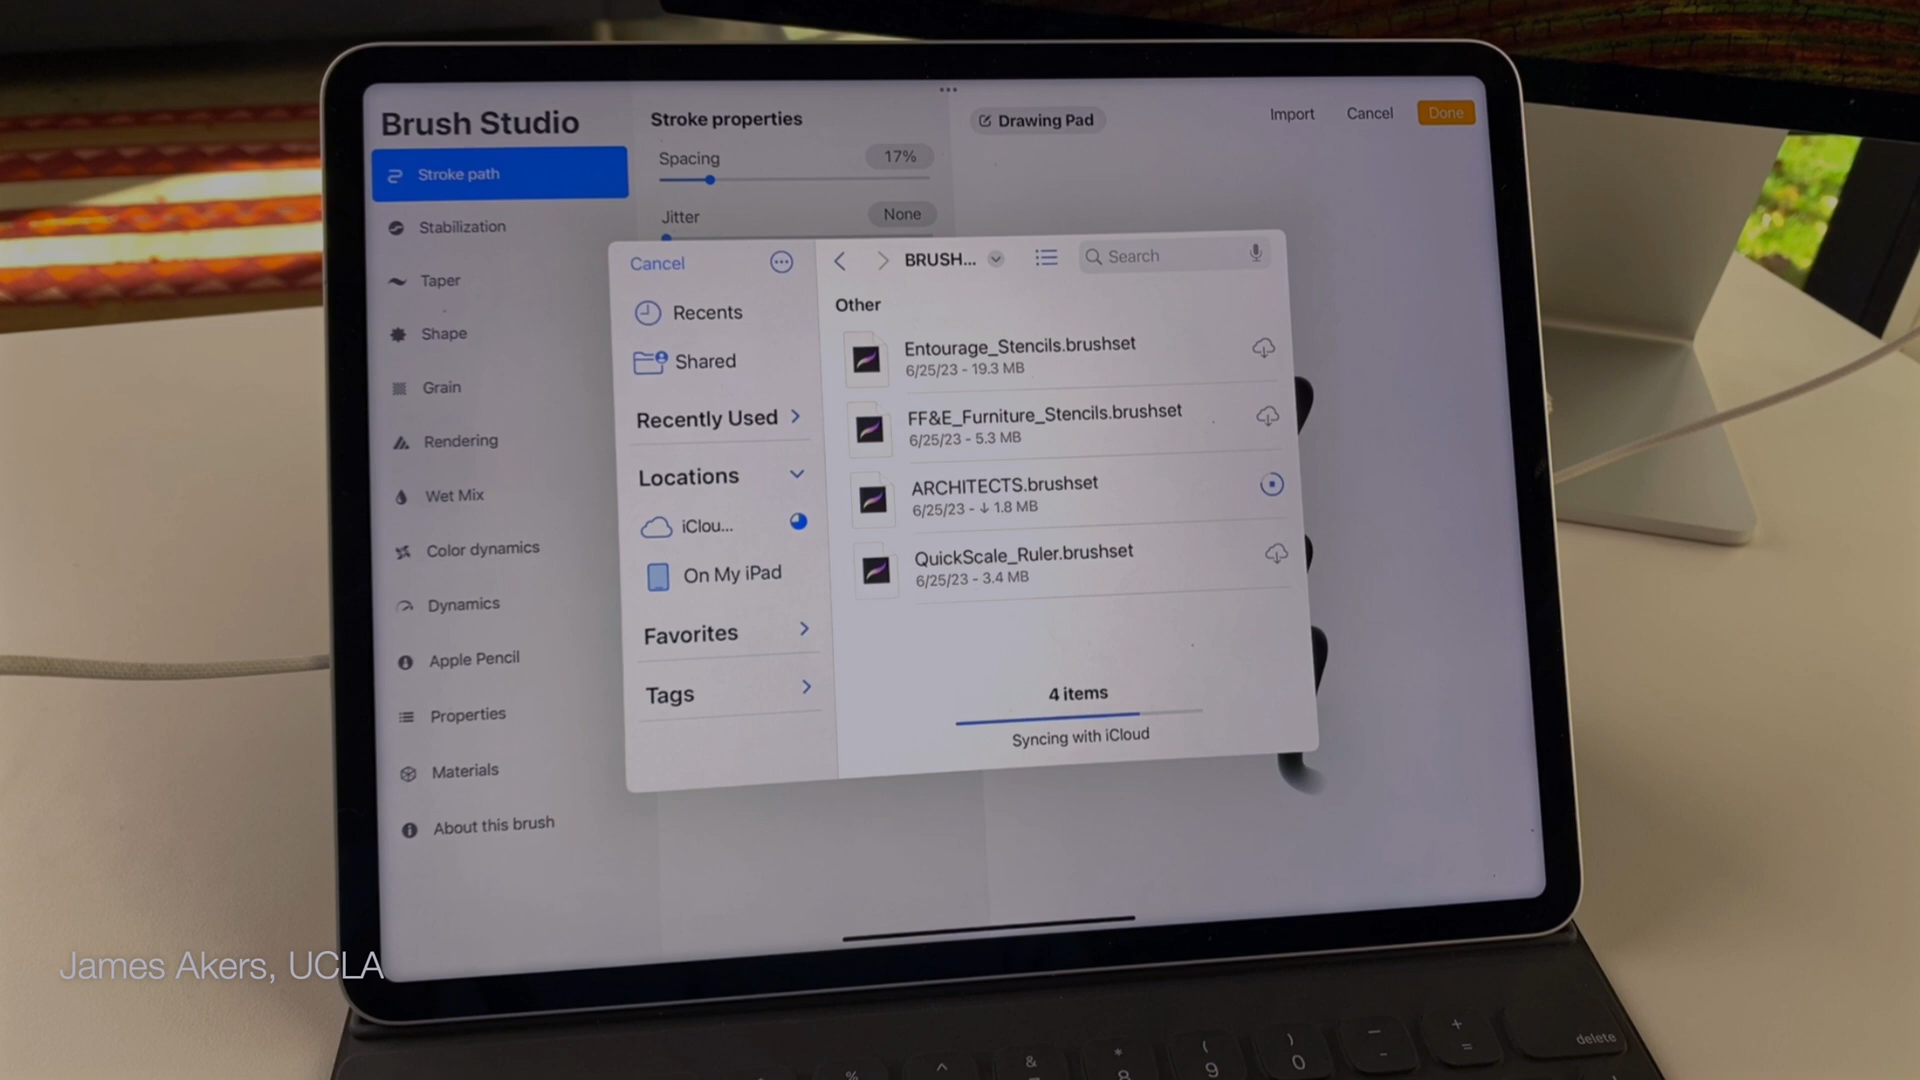 Brush Studio
Stroke path
Stabilization
Taper
Shape
Grain
Rendering
Wet Mix
Color dynamics
Dynamics
Apple Pencil
Properties
Materials
About this brush
Stroke properties
Spacing
17%
Jitter
None
Drawing Pad
Import
Cancel
Done
Cancel
Recents
Shared
Recently Used
Locations
iClou...
On My iPad
Favorites
Tags
BRUSH...
Search
Other
Entourage_Stencils.brushset
6/25/23 - 19.3 MB
FF&E_Furniture_Stencils.brushset
6/25/23 - 5.3 MB
ARCHITECTS.brushset
6/25/23 - ↓ 1.8 MB
QuickScale_Ruler.brushset
6/25/23 - 3.4 MB
4 items
Syncing with iCloud
James Akers, UCLA
% ^ & * ( ) — +
8 9 0 - =
delete